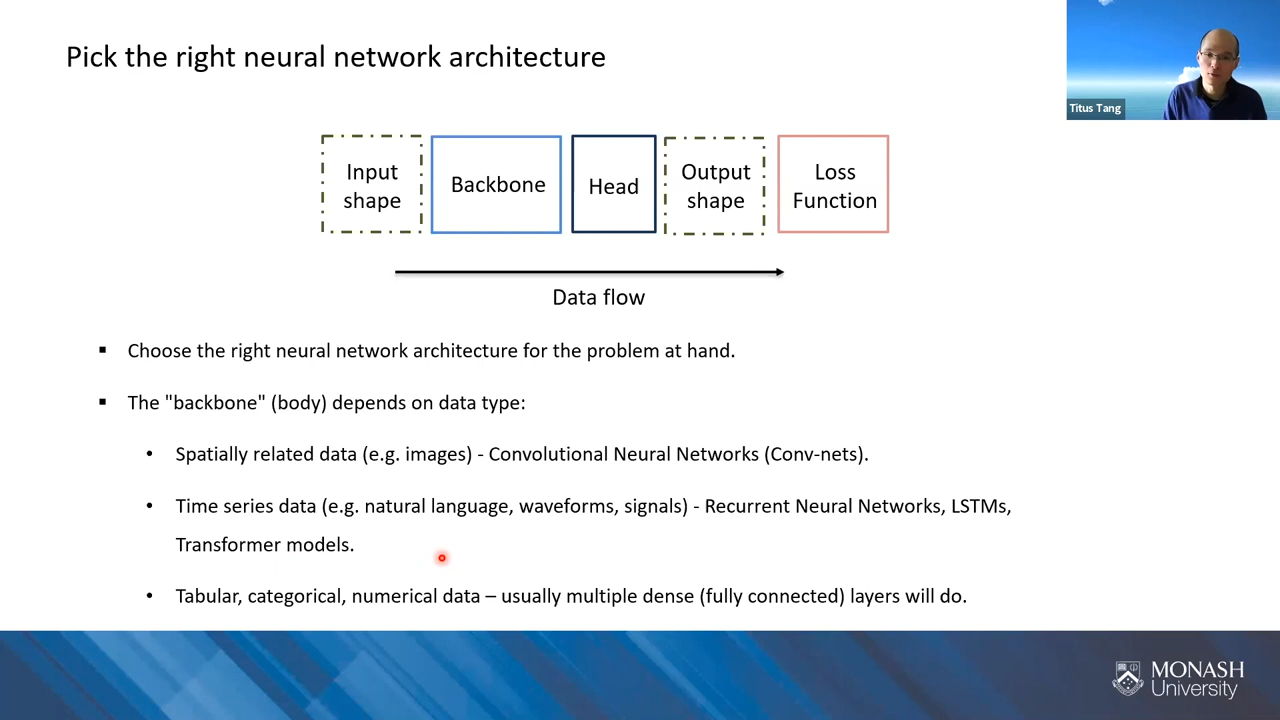 Pick the right neural network architecture
Titus Tang
Input
shape
Backbone
Head
Output
shape
Loss
Function
Data flow
▪ Choose the right neural network architecture for the problem at hand.
▪ The "backbone" (body) depends on data type:
• Spatially related data (e.g. images) - Convolutional Neural Networks (Conv-nets).
• Time series data (e.g. natural language, waveforms, signals) - Recurrent Neural Networks, LSTMs,
Transformer models.
• Tabular, categorical, numerical data – usually multiple dense (fully connected) layers will do.
MONASH
University